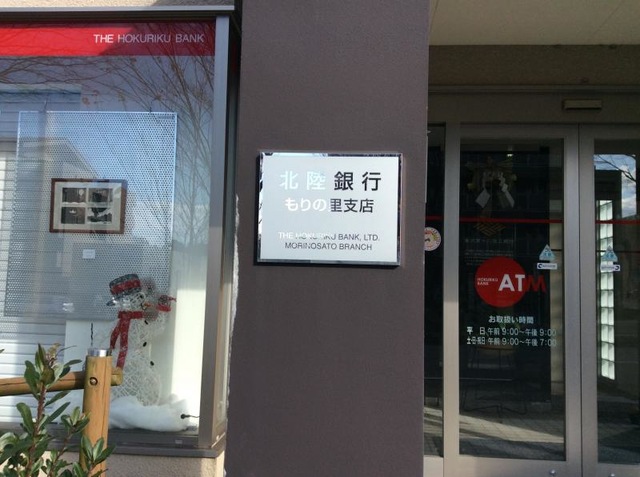 THE HOKURIKU BANK
北陸銀行
もりの里支店
THE HOKURIKU BANK, LTD.
MORINOSATO BRANCH
HOKURIKU
BANK
ATM
お取扱い時間
平 日 午前 9:00~午後 9:00
土・日・祝日 午前 9:00~午後 7:00